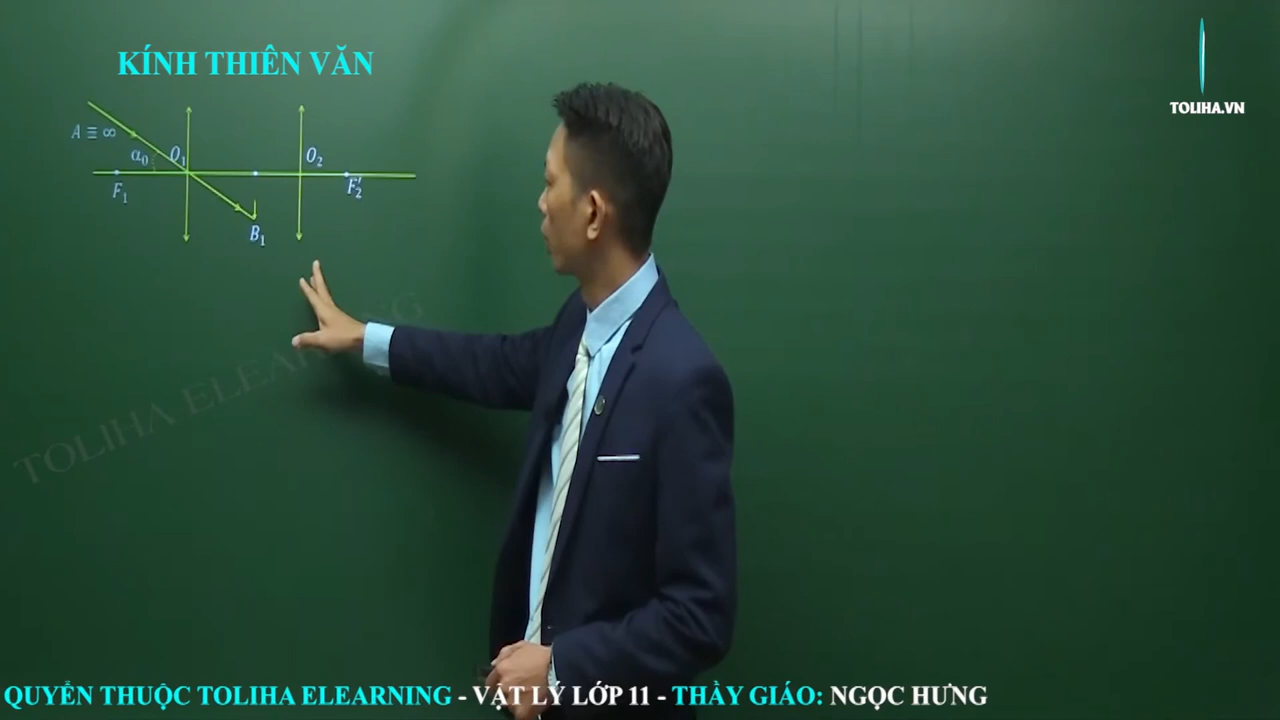 KÍNH THIÊN VĂN
TOLIHA.VN
A ≡ ∞
α₀
O₁
O₂
F₁
F₂′
B₁
TOLIHA ELEARNING
QUYỀN THUỘC TOLIHA ELEARNING - VẬT LÝ LỚP 11 - THẦY GIÁO: NGỌC HƯNG